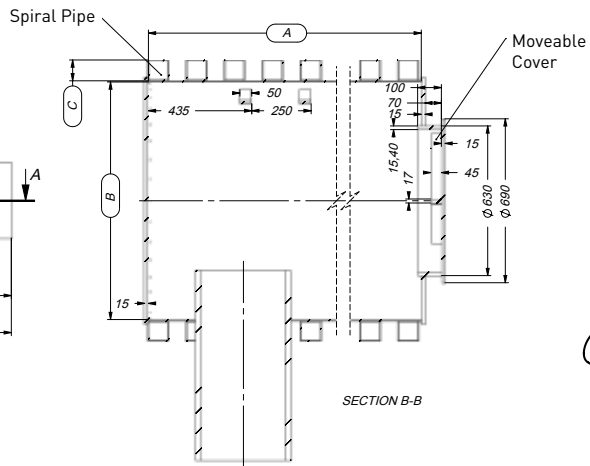 Spiral Pipe
A
Moveable
Cover
C
100
50
70
435
250
15
15
A
15,40
17
45
B
Φ 630
Φ 690
15
SECTION B-B